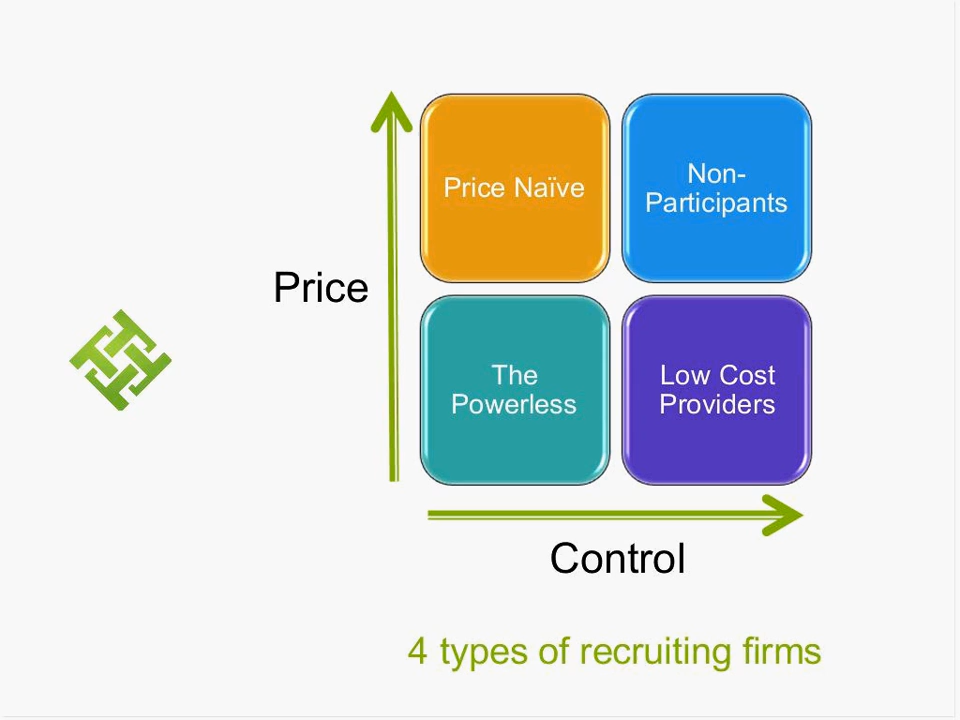 Price Naïve
Non-
Participants
Price
The
Powerless
Low Cost
Providers
Control
4 types of recruiting firms